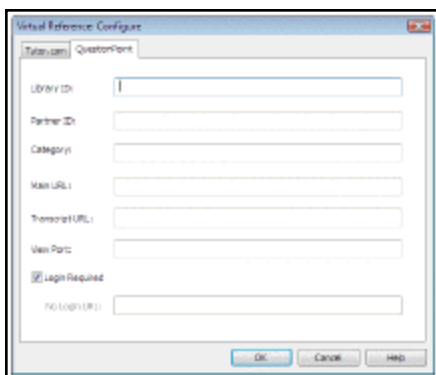 Virtual Reference Configure
Tutor.com QuestionPoint
Library ID:
Partner ID:
Category:
Main URL:
Transcript URL:
View Port:
Login Required
No Login URL:
OK Cancel Help